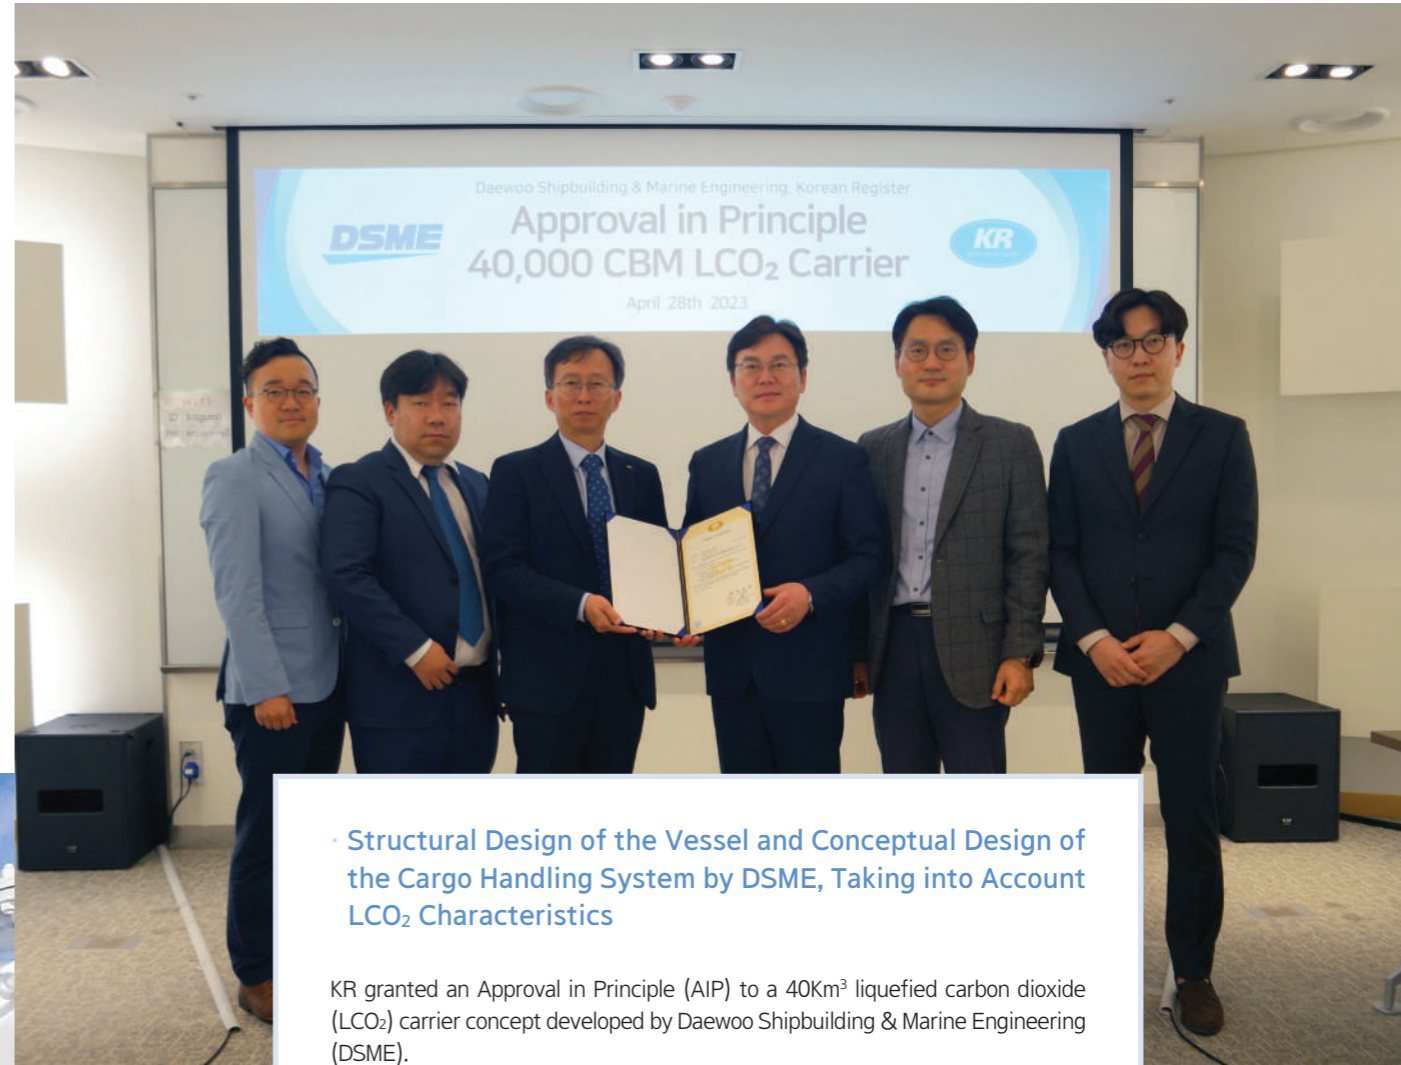 Daewoo Shipbuilding & Marine Engineering, Korean Register
DSME
Approval in Principle
40,000 CBM LCO₂ Carrier
KR
April 28th 2023
· Structural Design of the Vessel and Conceptual Design of
the Cargo Handling System by DSME, Taking into Account
LCO₂ Characteristics
KR granted an Approval in Principle (AIP) to a 40Km³ liquefied carbon dioxide
(LCO₂) carrier concept developed by Daewoo Shipbuilding & Marine Engineering
(DSME).